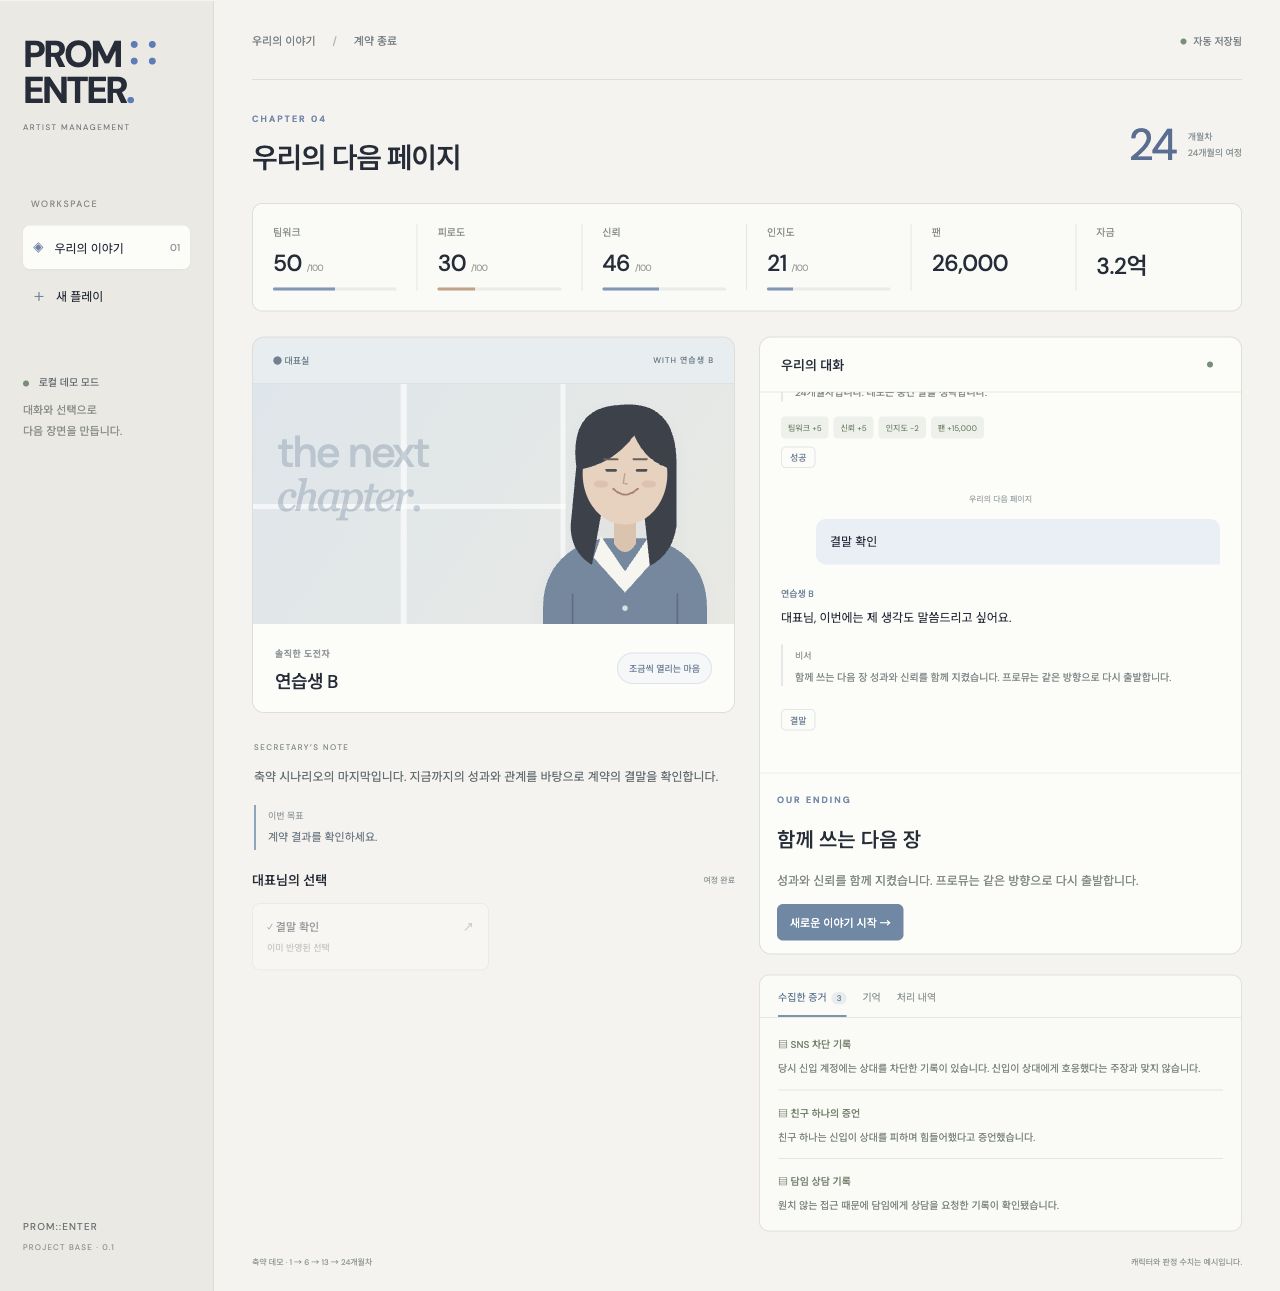 PROM::
ENTER.
ARTIST MANAGEMENT
WORKSPACE
우리의 이야기 01
+ 새 플레이
로컬 데모 모드
대화와 선택으로
다음 장면을 만듭니다.
PROM::ENTER
PROJECT BASE · 0.1
우리의 이야기 / 계약 종료
자동 저장됨
CHAPTER 04
우리의 다음 페이지
24 개월차
24개월의 여정
팀워크
50 /100
피로도
30 /100
신뢰
46 /100
인지도
21 /100
팬
26,000
자금
3.2억
대표실
WITH 연습생 B
the next
chapter.
솔직한 도전자
연습생 B
조금씩 열리는 마음
SECRETARY'S NOTE
축약 시나리오의 마지막입니다. 지금까지의 성과와 관계를 바탕으로 계약의 결말을 확인합니다.
이번 목표
계약 결과를 확인하세요.
대표님의 선택
여정 완료
✓ 결말 확인 ↗
이미 반영된 선택
우리의 대화
팀워크 +5 신뢰 +5 인지도 -2 팬 +15,000
성공
우리의 다음 페이지
결말 확인
연습생 B
대표님, 이번에는 제 생각도 말씀드리고 싶어요.
비서
함께 쓰는 다음 장 성과와 신뢰를 함께 지켰습니다. 프로뮤는 같은 방향으로 다시 출발합니다.
결말
OUR ENDING
함께 쓰는 다음 장
성과와 신뢰를 함께 지켰습니다. 프로뮤는 같은 방향으로 다시 출발합니다.
새로운 이야기 시작 →
수집한 증거 3 기억 처리 내역
▤ SNS 차단 기록
당시 신입 계정에는 상대를 차단한 기록이 있습니다. 신입이 상대에게 호응했다는 주장과 맞지 않습니다.
▤ 친구 하나의 증언
친구 하나는 신입이 상대를 피하며 힘들어했다고 증언했습니다.
▤ 담임 상담 기록
원치 않는 접근 때문에 담임에게 상담을 요청한 기록이 확인됐습니다.
축약 데모 · 1 → 6 → 13 → 24개월차
캐릭터와 판정 수치는 예시입니다.